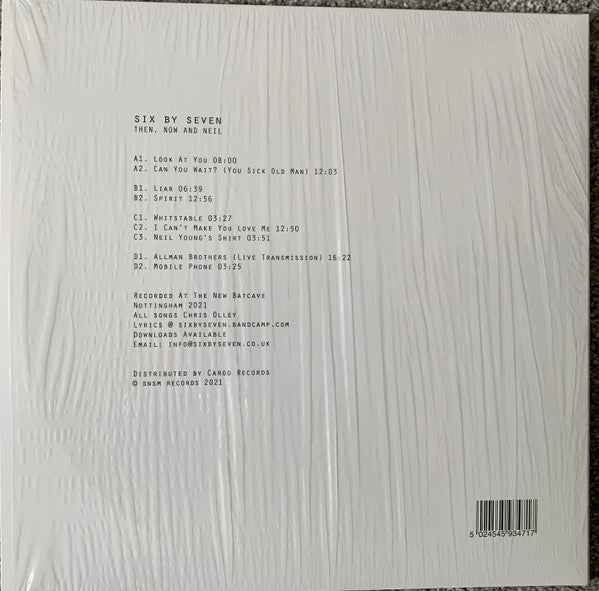 SIX BY SEVEN
THEN, NOW AND NEIL
A1. LOOK AT YOU 08:00
A2. CAN YOU WAIT? (YOU SICK OLD MAN) 12:03
B1. LIAR 06:39
B2. SPIRIT 12:56
C1. WHITSTABLE 03:27
C2. I CAN'T MAKE YOU LOVE ME 12:50
C3. NEIL YOUNG'S SHIRT 03:51
D1. ALLMAN BROTHERS (LIVE TRANSMISSION) 16:22
D2. MOBILE PHONE 03:25
RECORDED AT THE NEW BATCAVE
NOTTINGHAM 2021
ALL SONGS CHRIS OLLEY
LYRICS @ SIXBYSEVEN.BANDCAMP.COM
DOWNLOADS AVAILABLE
EMAIL: INFO@SIXBYSEVEN.CO.UK
DISTRIBUTED BY CARGO RECORDS
© SNSM RECORDS 2021
5 024545 934717